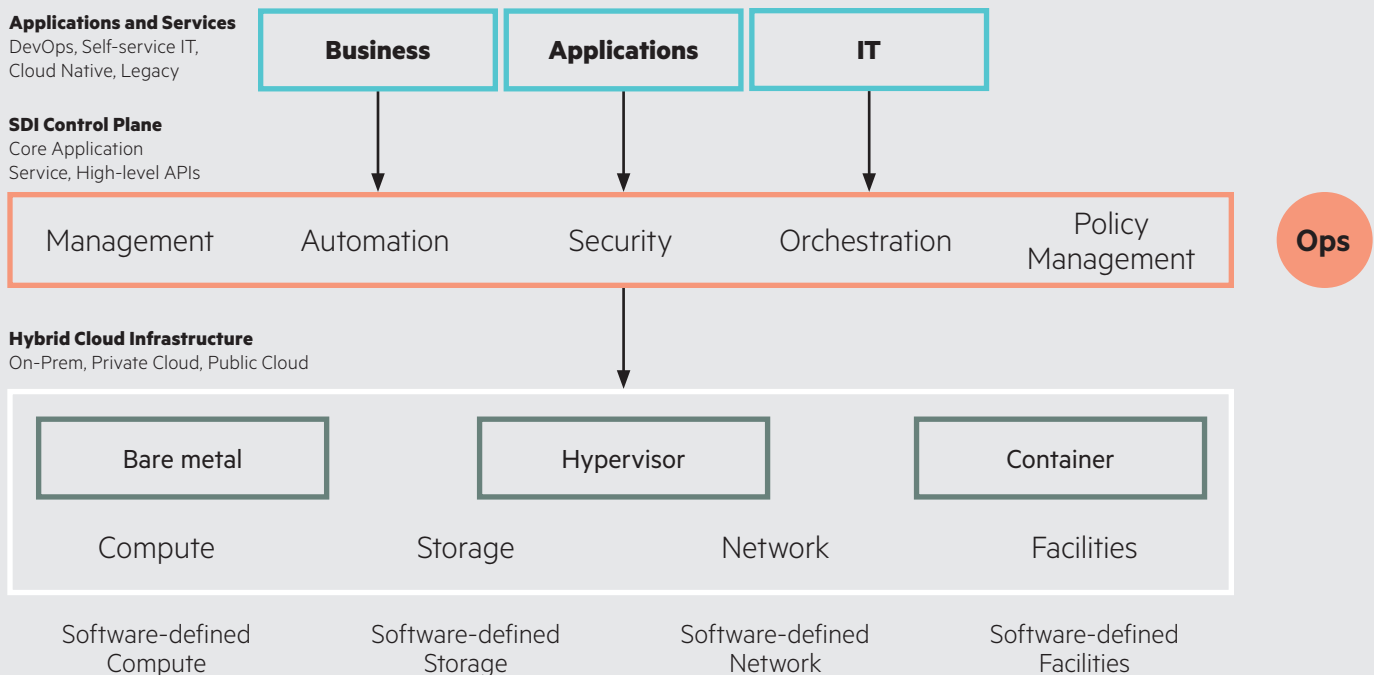 Applications and Services
DevOps, Self-service IT,
Cloud Native, Legacy
Business
Applications
IT
SDI Control Plane
Core Application
Service, High-level APIs
Management
Automation
Security
Orchestration
Policy
Management
Ops
Hybrid Cloud Infrastructure
On-Prem, Private Cloud, Public Cloud
Bare metal
Hypervisor
Container
Compute
Storage
Network
Facilities
Software-defined
Compute
Software-defined
Storage
Software-defined
Network
Software-defined
Facilities